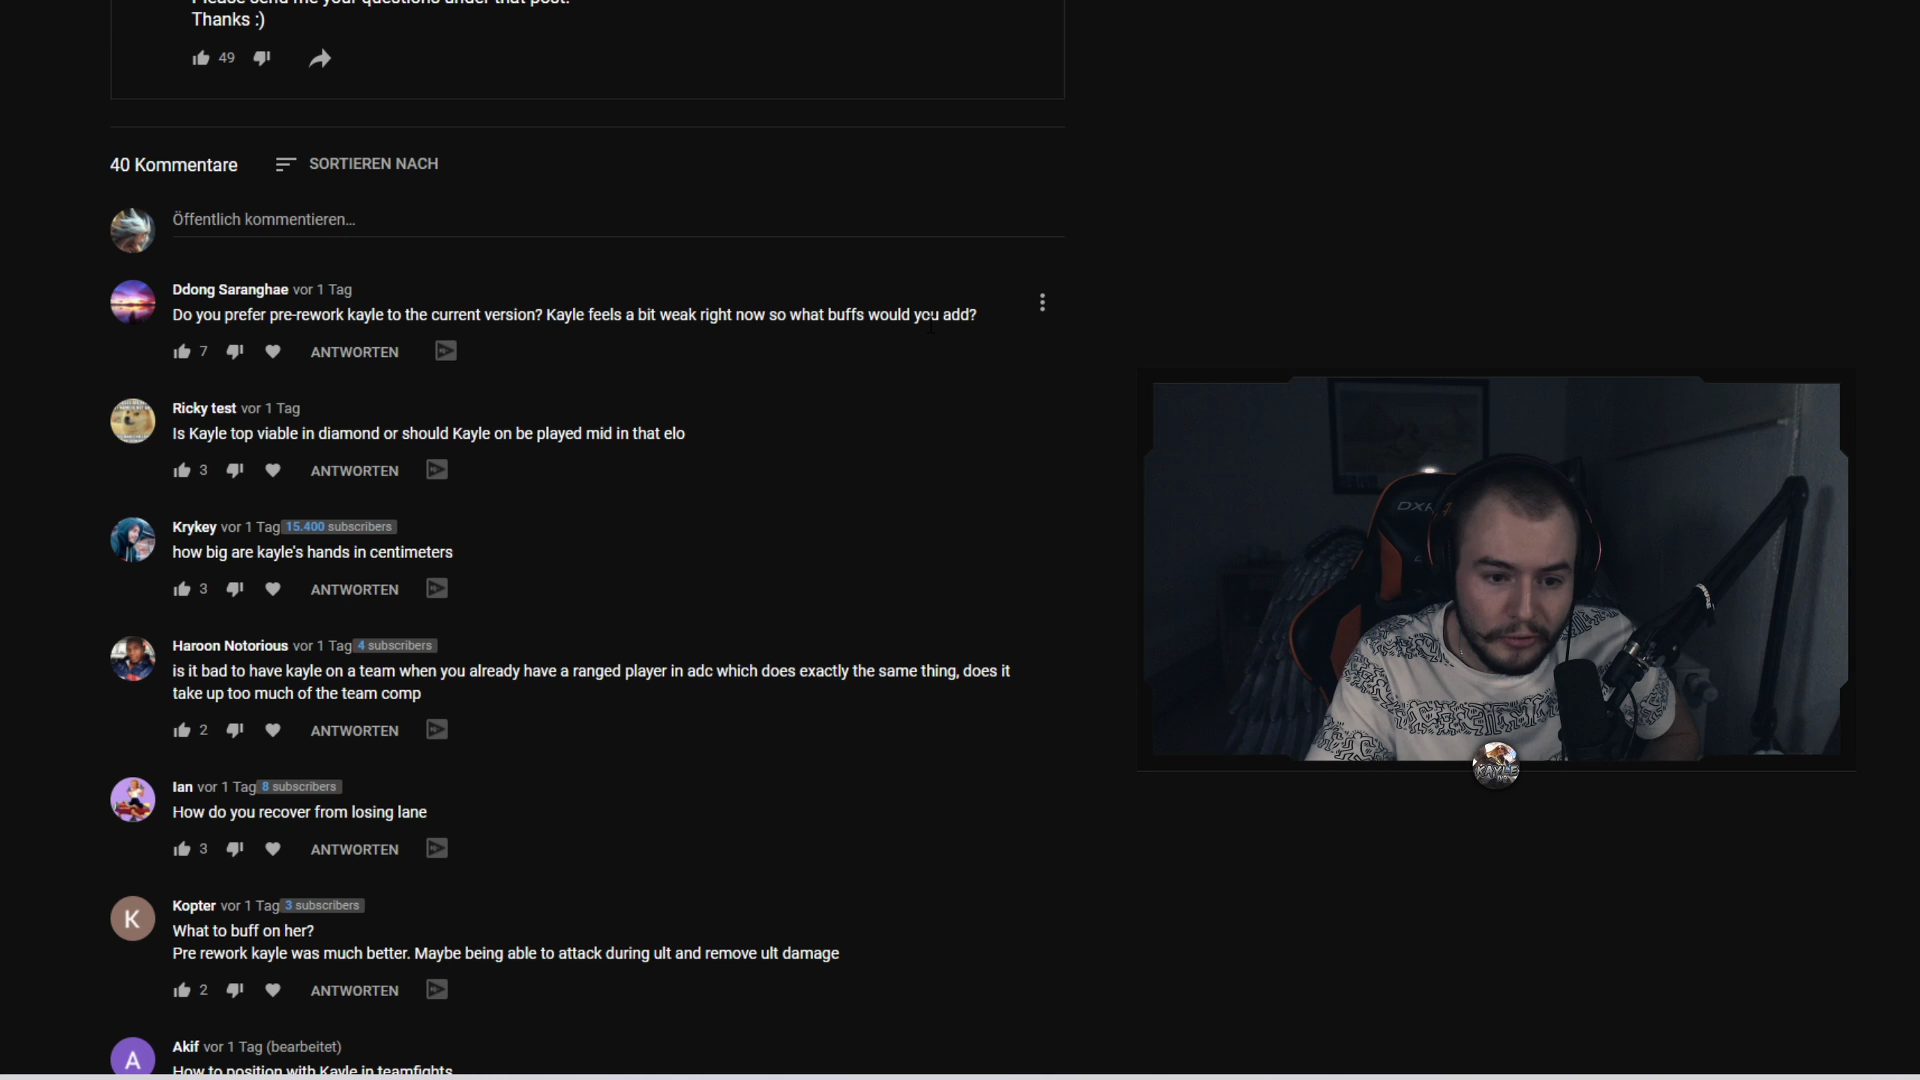 Please send me your questions under that post.
Thanks :)
49
40 Kommentare
SORTIEREN NACH
Öffentlich kommentieren...
Ddong Saranghae vor 1 Tag
Do you prefer pre-rework kayle to the current version? Kayle feels a bit weak right now so what buffs would you add?
7 ANTWORTEN
Ricky test vor 1 Tag
Is Kayle top viable in diamond or should Kayle on be played mid in that elo
3 ANTWORTEN
Krykey vor 1 Tag 15.400 subscribers
how big are kayle's hands in centimeters
3 ANTWORTEN
Haroon Notorious vor 1 Tag 4 subscribers
is it bad to have kayle on a team when you already have a ranged player in adc which does exactly the same thing, does it
take up too much of the team comp
2 ANTWORTEN
Ian vor 1 Tag 8 subscribers
How do you recover from losing lane
3 ANTWORTEN
K
Kopter vor 1 Tag 3 subscribers
What to buff on her?
Pre rework kayle was much better. Maybe being able to attack during ult and remove ult damage
2 ANTWORTEN
A
Akif vor 1 Tag (bearbeitet)
How to position with Kayle in teamfights
KAYLE